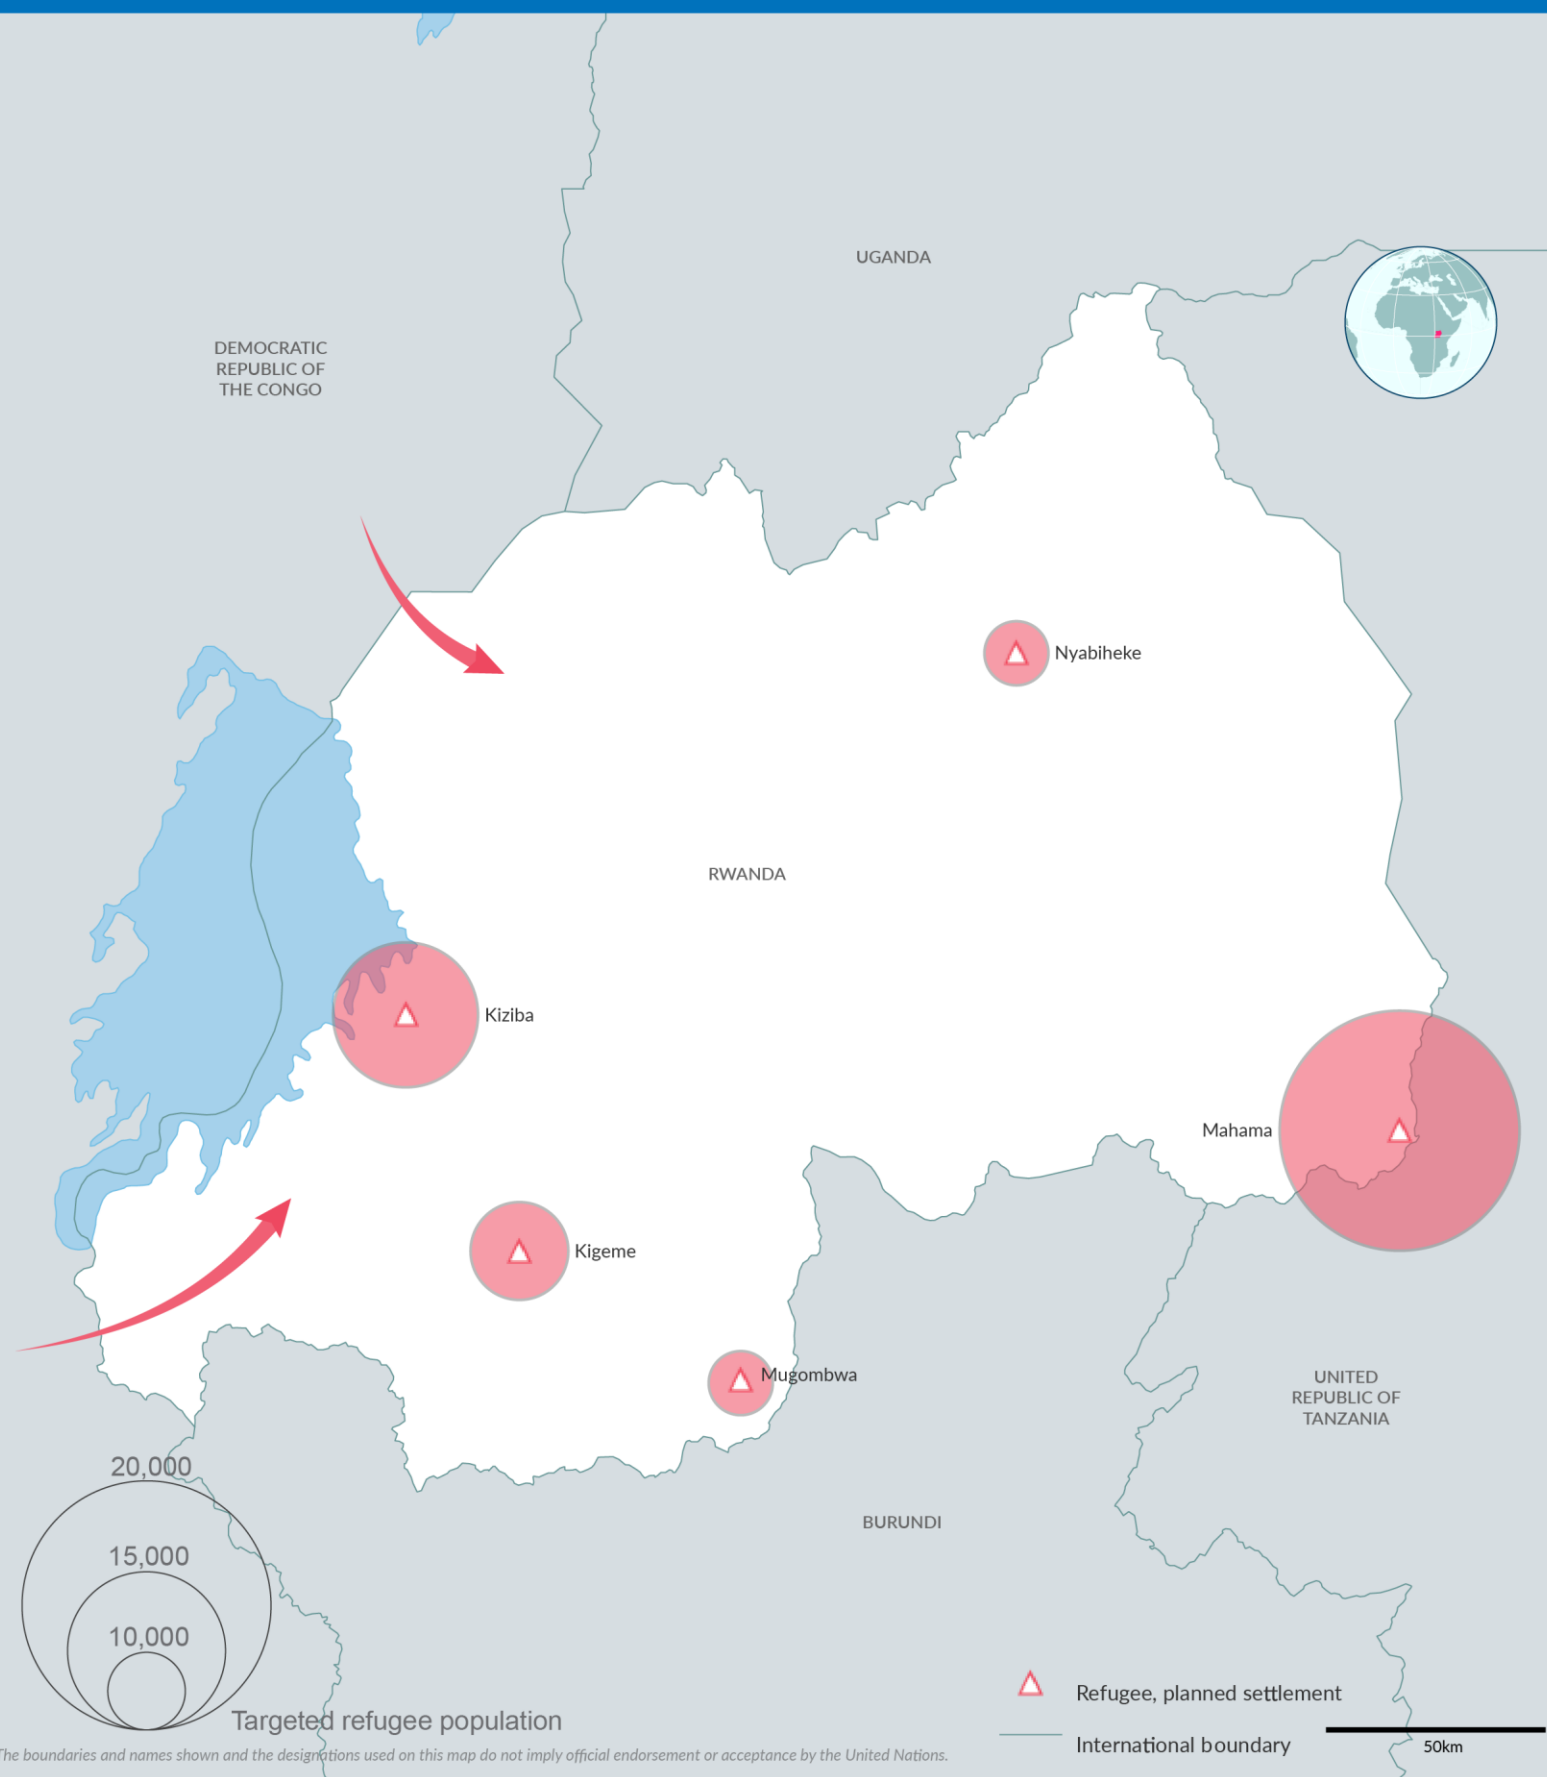 UGANDA
DEMOCRATIC
REPUBLIC OF
THE CONGO
Nyabiheke
RWANDA
Kiziba
Mahama
Kigeme
Mugombwa
UNITED
REPUBLIC OF
TANZANIA
BURUNDI
20,000
15,000
10,000
Targeted refugee population
Refugee, planned settlement
International boundary
50km
The boundaries and names shown and the designations used on this map do not imply official endorsement or acceptance by the United Nations.